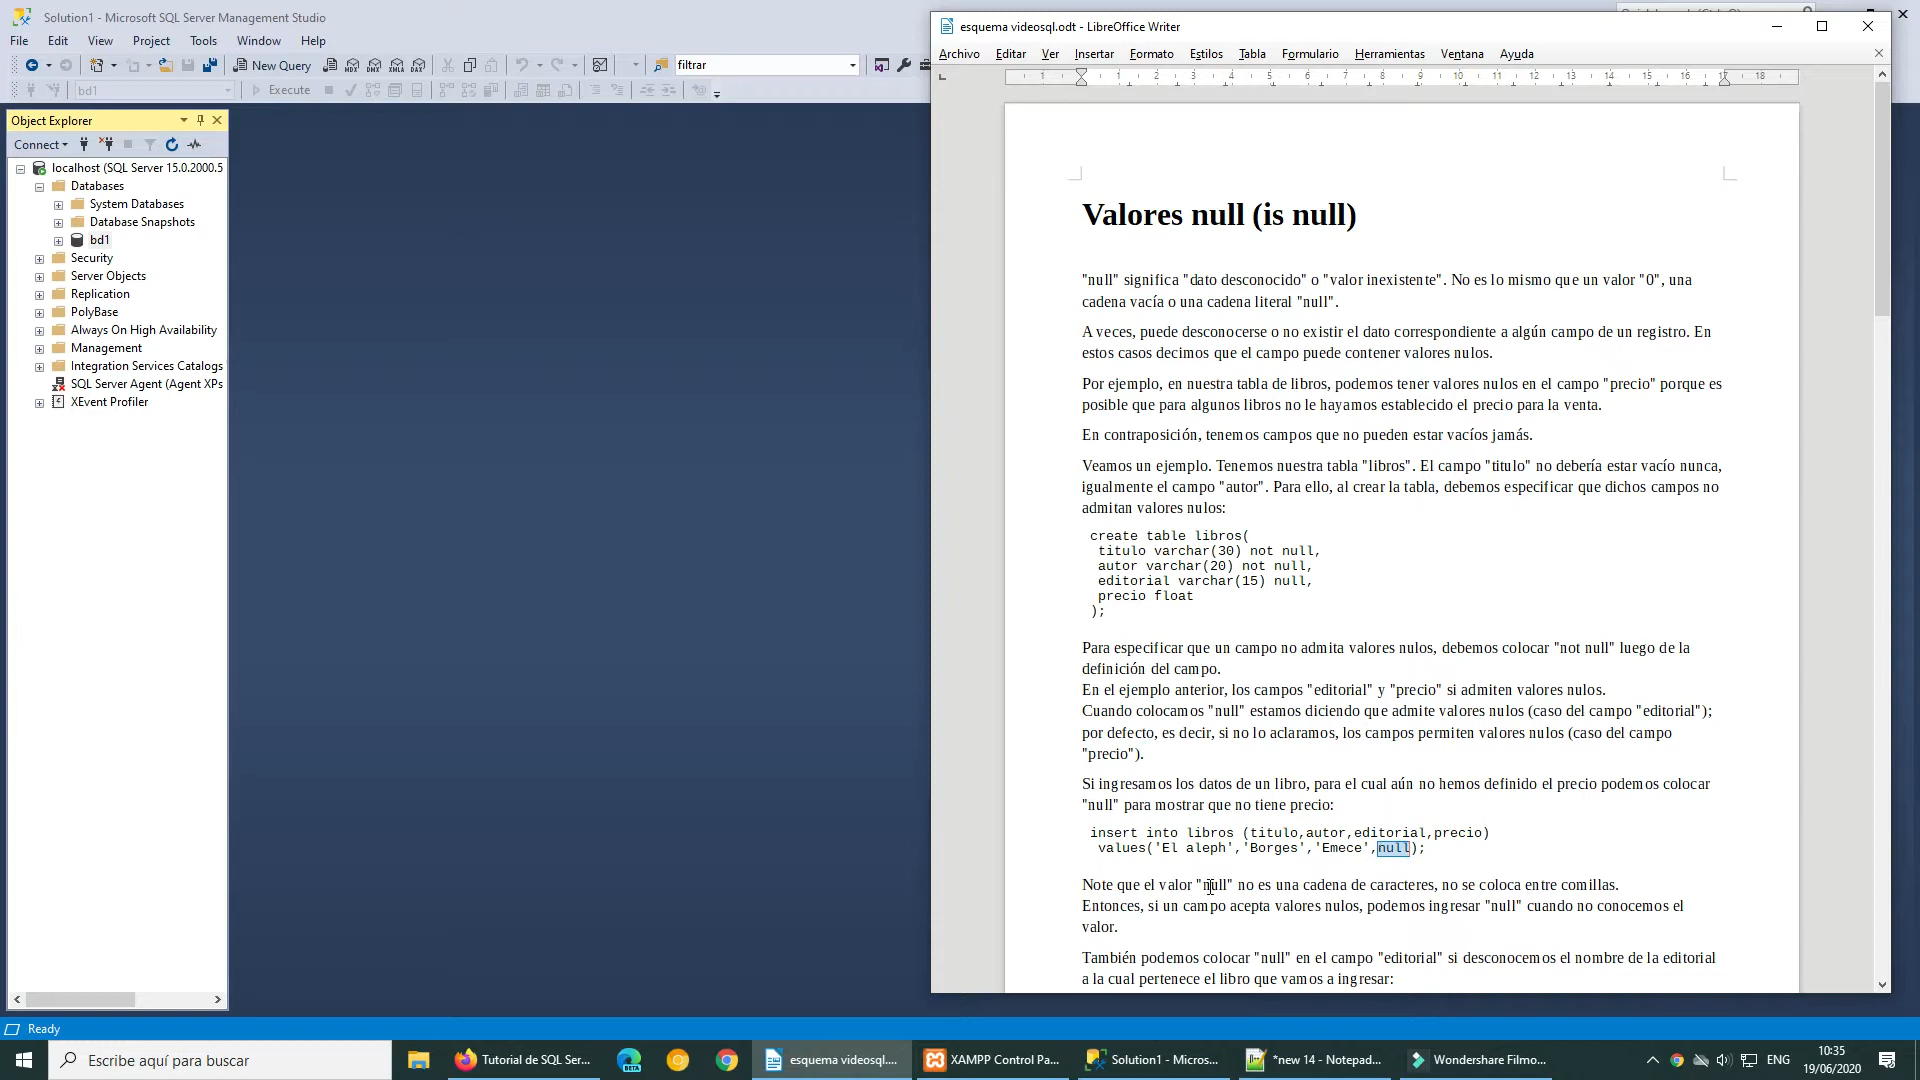 Solution1 - Microsoft SQL Server Management Studio
File Edit View Project Tools Window Help
New Query
filtrar
bd1
Execute
Object Explorer
Connect
localhost (SQL Server 15.0.2000.5
Databases
System Databases
Database Snapshots
bd1
Security
Server Objects
Replication
PolyBase
Always On High Availability
Management
Integration Services Catalogs
SQL Server Agent (Agent XPs
XEvent Profiler
Ready
esquema videosql.odt - LibreOffice Writer
Archivo Editar Ver Insertar Formato Estilos Tabla Formulario Herramientas Ventana Ayuda
1 1 2 3 4 5 6 7 8 9 10 11 12 13 14 15 16 17 18
Valores null (is null)
"null" significa "dato desconocido" o "valor inexistente". No es lo mismo que un valor "0", una
cadena vacía o una cadena literal "null".
A veces, puede desconocerse o no existir el dato correspondiente a algún campo de un registro. En
estos casos decimos que el campo puede contener valores nulos.
Por ejemplo, en nuestra tabla de libros, podemos tener valores nulos en el campo "precio" porque es
posible que para algunos libros no le hayamos establecido el precio para la venta.
En contraposición, tenemos campos que no pueden estar vacíos jamás.
Veamos un ejemplo. Tenemos nuestra tabla "libros". El campo "titulo" no debería estar vacío nunca,
igualmente el campo "autor". Para ello, al crear la tabla, debemos especificar que dichos campos no
admitan valores nulos:
create table libros(
titulo varchar(30) not null,
autor varchar(20) not null,
editorial varchar(15) null,
precio float
);
Para especificar que un campo no admita valores nulos, debemos colocar "not null" luego de la
definición del campo.
En el ejemplo anterior, los campos "editorial" y "precio" si admiten valores nulos.
Cuando colocamos "null" estamos diciendo que admite valores nulos (caso del campo "editorial");
por defecto, es decir, si no lo aclaramos, los campos permiten valores nulos (caso del campo
"precio").
Si ingresamos los datos de un libro, para el cual aún no hemos definido el precio podemos colocar
"null" para mostrar que no tiene precio:
insert into libros (titulo,autor,editorial,precio)
values('El aleph','Borges','Emece',null);
Note que el valor "null" no es una cadena de caracteres, no se coloca entre comillas.
Entonces, si un campo acepta valores nulos, podemos ingresar "null" cuando no conocemos el
valor.
También podemos colocar "null" en el campo "editorial" si desconocemos el nombre de la editorial
a la cual pertenece el libro que vamos a ingresar:
Escribe aquí para buscar
Tutorial de SQL Ser...
BETA
esquema videosql....
XAMPP Control Pa...
Solution1 - Micros...
*new 14 - Notepad...
Wondershare Filmo...
ENG
10:35
19/06/2020